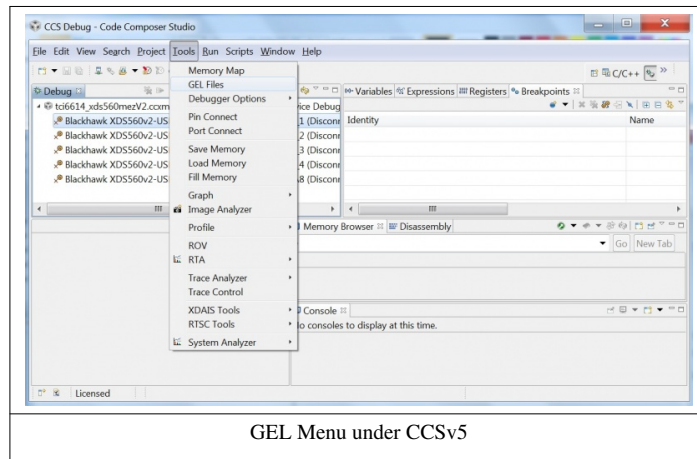 CCS Debug - Code Composer Studio
File Edit View Search Project Tools Run Scripts Window Help
C/C++
Debug
Memory Map
GEL Files
Debugger Options
Pin Connect
Port Connect
Save Memory
Load Memory
Fill Memory
Graph
Image Analyzer
Profile
ROV
RTA
Trace Analyzer
Trace Control
XDAIS Tools
RTSC Tools
System Analyzer
tci6614_xds560mezV2.ccxm
vice Debug
Blackhawk XDS560v2-US
_1 (Disconn
Blackhawk XDS560v2-US
_2 (Disconn
Blackhawk XDS560v2-US
_3 (Disconn
Blackhawk XDS560v2-US
_4 (Disconn
Blackhawk XDS560v2-US
(Disconn
Variables Expressions Registers Breakpoints
Identity Name
Memory Browser Disassembly
Go New Tab
Console
No consoles to display at this time.
Licensed
GEL Menu under CCSv5